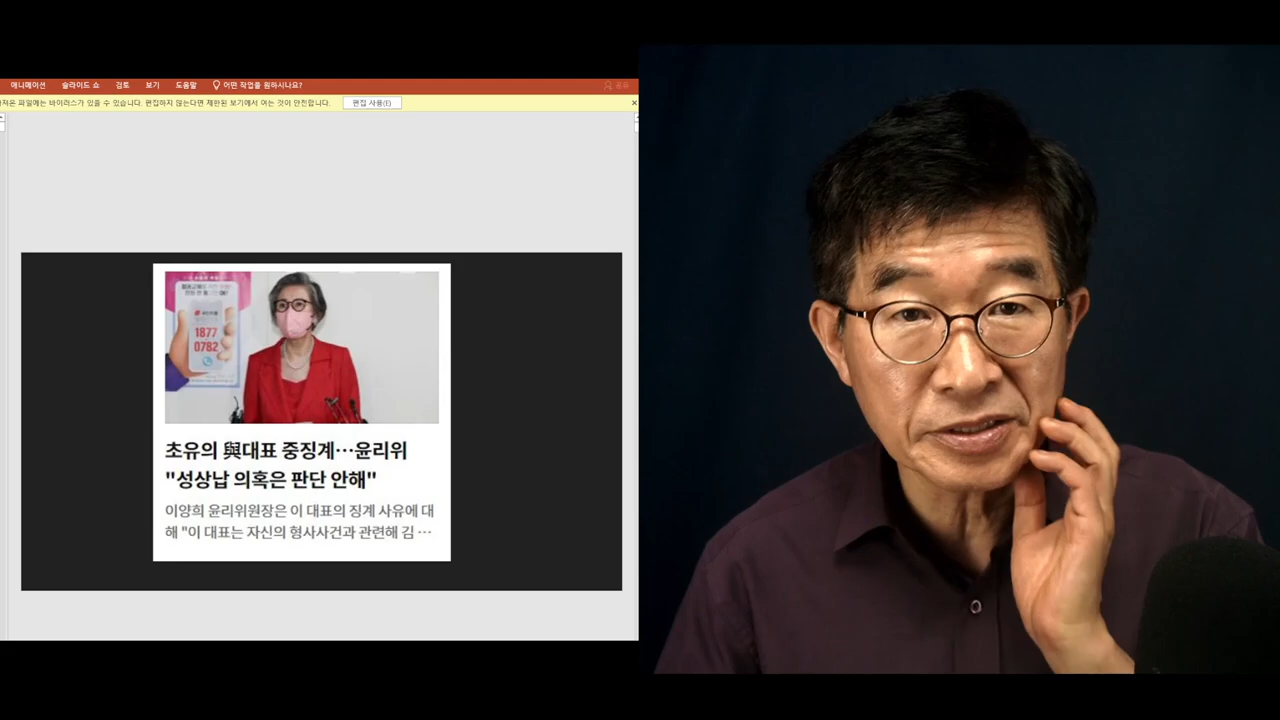 애니메이션 슬라이드 쇼 검토 보기 도움말 어떤 작업을 원하시나요? 공유
파일에는 바이러스가 있을 수 있습니다. 편집하지 않는다면 제한된 보기에서 여는 것이 안전합니다. 편집 사용(E)
1877
0782
초유의 與대표 중징계…윤리위
"성상납 의혹은 판단 안해"
이양희 윤리위원장은 이 대표의 징계 사유에 대
해 "이 대표는 자신의 형사사건과 관련해 김 …